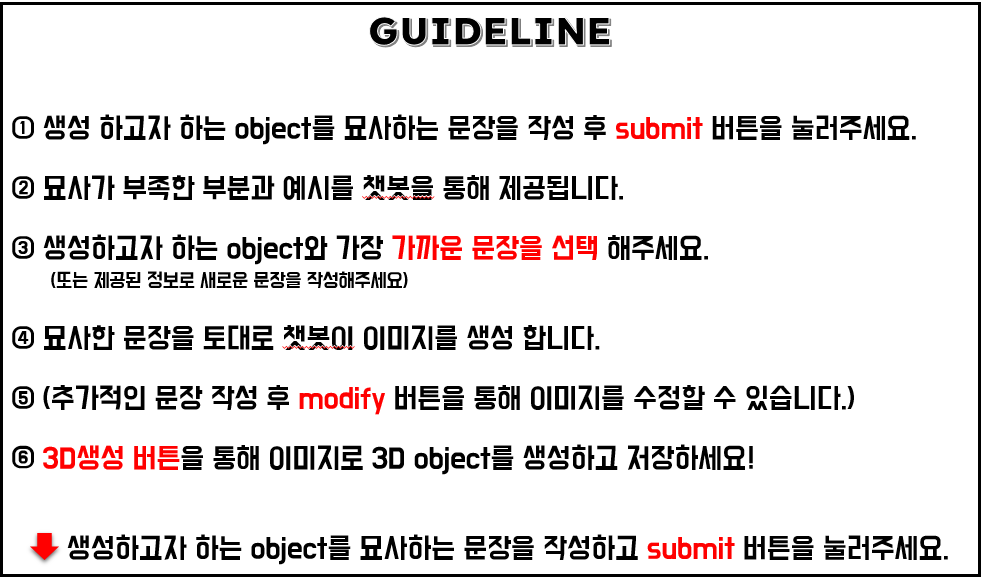 GUIDELINE
① 생성 하고자 하는 object를 묘사하는 문장을 작성 후 submit 버튼을 눌러주세요.
② 묘사가 부족한 부분과 예시를 챗봇을 통해 제공됩니다.
③ 생성하고자 하는 object와 가장 가까운 문장을 선택 해주세요.
(또는 제공된 정보로 새로운 문장을 작성해주세요)
④ 묘사한 문장을 토대로 챗봇이 이미지를 생성 합니다.
⑤ (추가적인 문장 작성 후 modify 버튼을 통해 이미지를 수정할 수 있습니다.)
⑥ 3D생성 버튼을 통해 이미지로 3D object를 생성하고 저장하세요!
생성하고자 하는 object를 묘사하는 문장을 작성하고 submit 버튼을 눌러주세요.